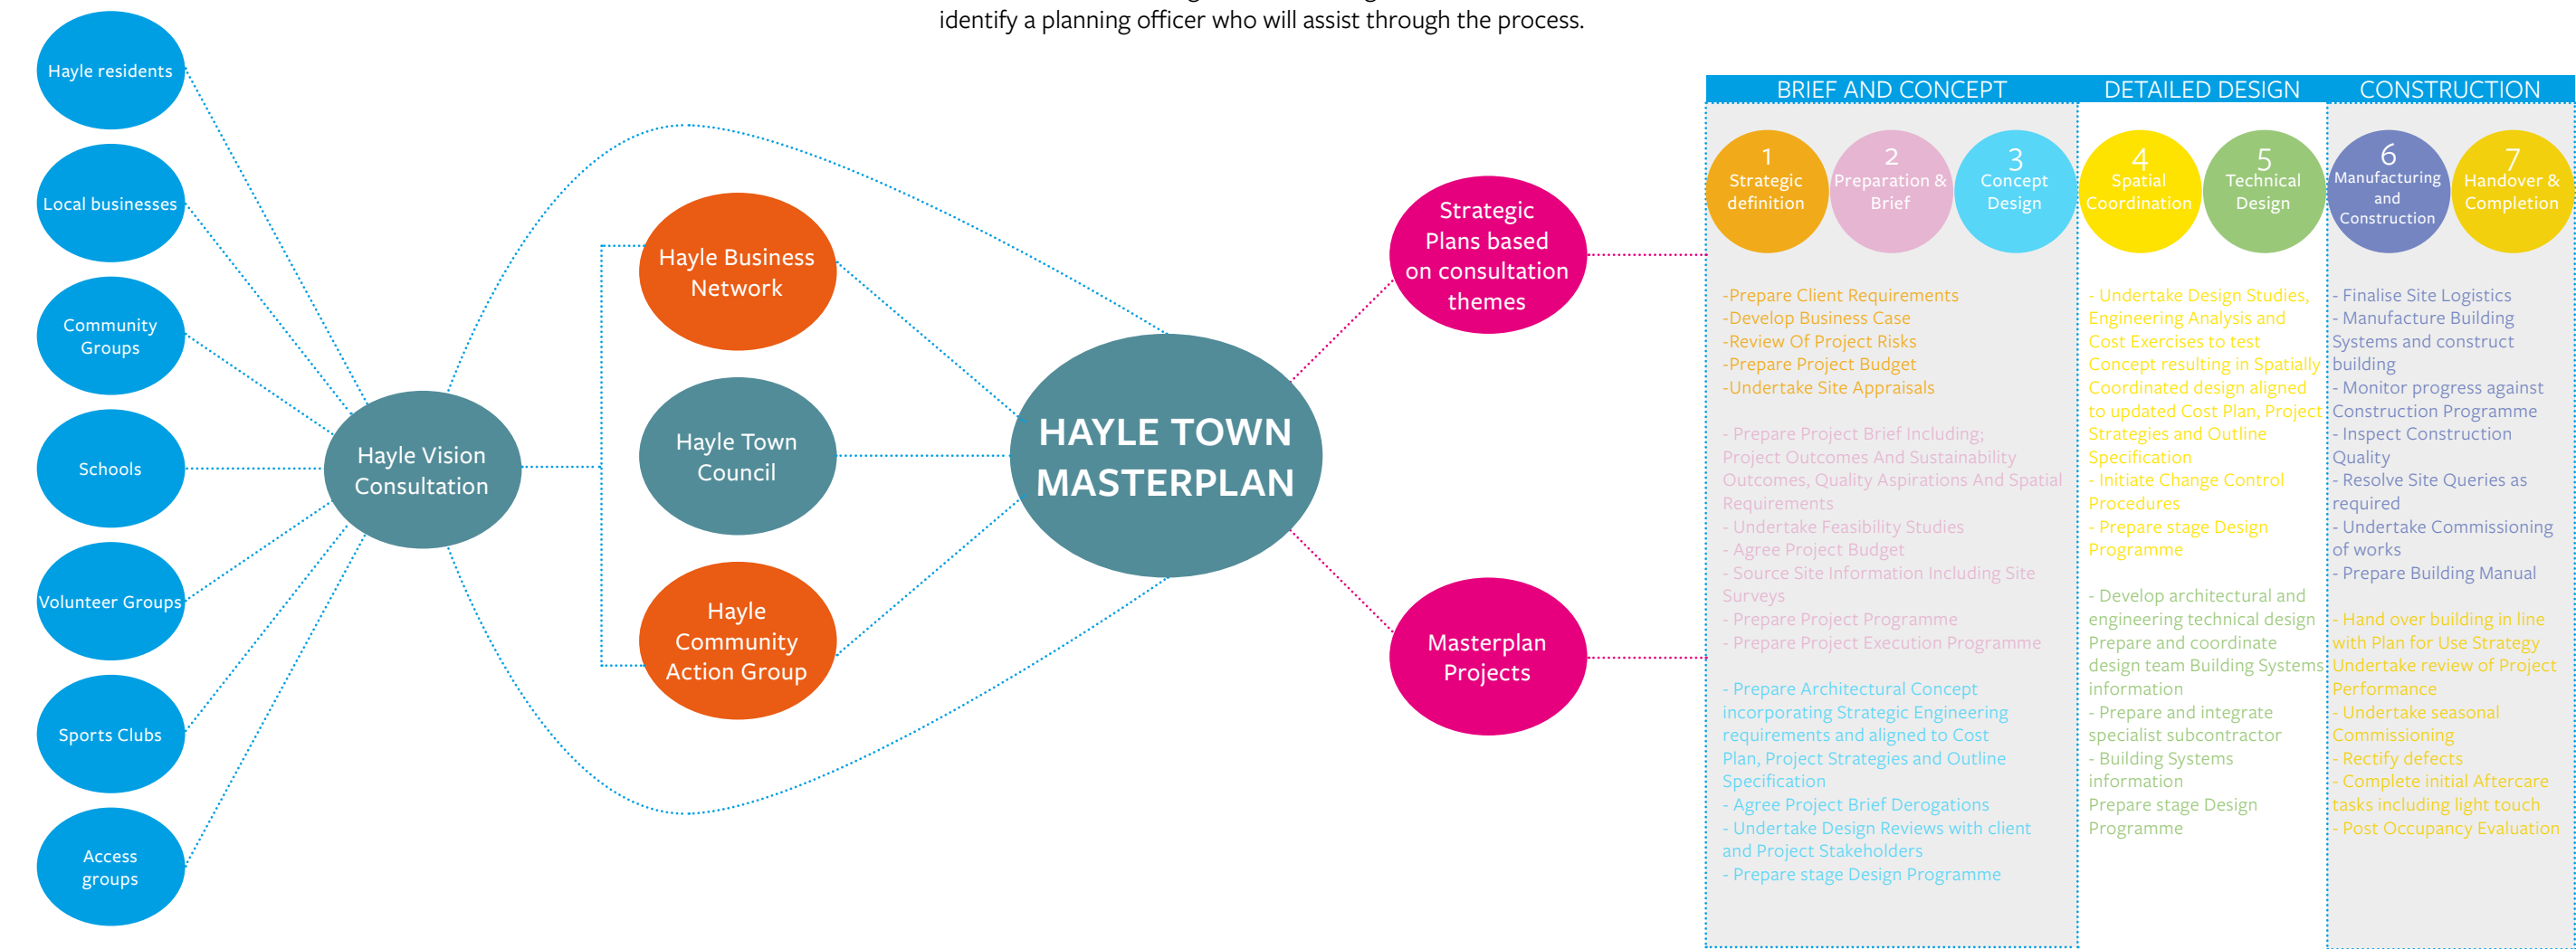 identify a planning officer who will assist through the process.
Hayle residents
Local businesses
Community
Groups
Schools
Volunteer Groups
Sports Clubs
Access
groups
Hayle Vision
Consultation
Hayle Business
Network
Hayle Town
Council
Hayle
Community
Action Group
HAYLE TOWN
MASTERPLAN
Strategic
Plans based
on consultation
themes
Masterplan
Projects
BRIEF AND CONCEPT
1
Strategic
definition
2
Preparation &
Brief
3
Concept
Design
-Prepare Client Requirements
-Develop Business Case
-Review Of Project Risks
-Prepare Project Budget
-Undertake Site Appraisals
- Prepare Project Brief Including;
Project Outcomes And Sustainability
Outcomes, Quality Aspirations And Spatial
Requirements
- Undertake Feasibility Studies
- Agree Project Budget
- Source Site Information Including Site
Surveys
- Prepare Project Programme
- Prepare Project Execution Programme
- Prepare Architectural Concept
incorporating Strategic Engineering
requirements and aligned to Cost
Plan, Project Strategies and Outline
Specification
- Agree Project Brief Derogations
- Undertake Design Reviews with client
and Project Stakeholders
- Prepare stage Design Programme
DETAILED DESIGN
4
Spatial
Coordination
5
Technical
Design
- Undertake Design Studies,
Engineering Analysis and
Cost Exercises to test
Concept resulting in Spatially
Coordinated design aligned
to updated Cost Plan, Project
Strategies and Outline
Specification
- Initiate Change Control
Procedures
- Prepare stage Design
Programme
- Develop architectural and
engineering technical design
Prepare and coordinate
design team Building Systems
information
- Prepare and integrate
specialist subcontractor
- Building Systems
information
Prepare stage Design
Programme
CONSTRUCTION
6
Manufacturing
and
Construction
7
Handover &
Completion
- Finalise Site Logistics
- Manufacture Building
Systems and construct
building
- Monitor progress against
Construction Programme
- Inspect Construction
Quality
- Resolve Site Queries as
required
- Undertake Commissioning
of works
- Prepare Building Manual
- Hand over building in line
with Plan for Use Strategy
Undertake review of Project
Performance
- Undertake seasonal
Commissioning
- Rectify defects
- Complete initial Aftercare
tasks including light touch
- Post Occupancy Evaluation